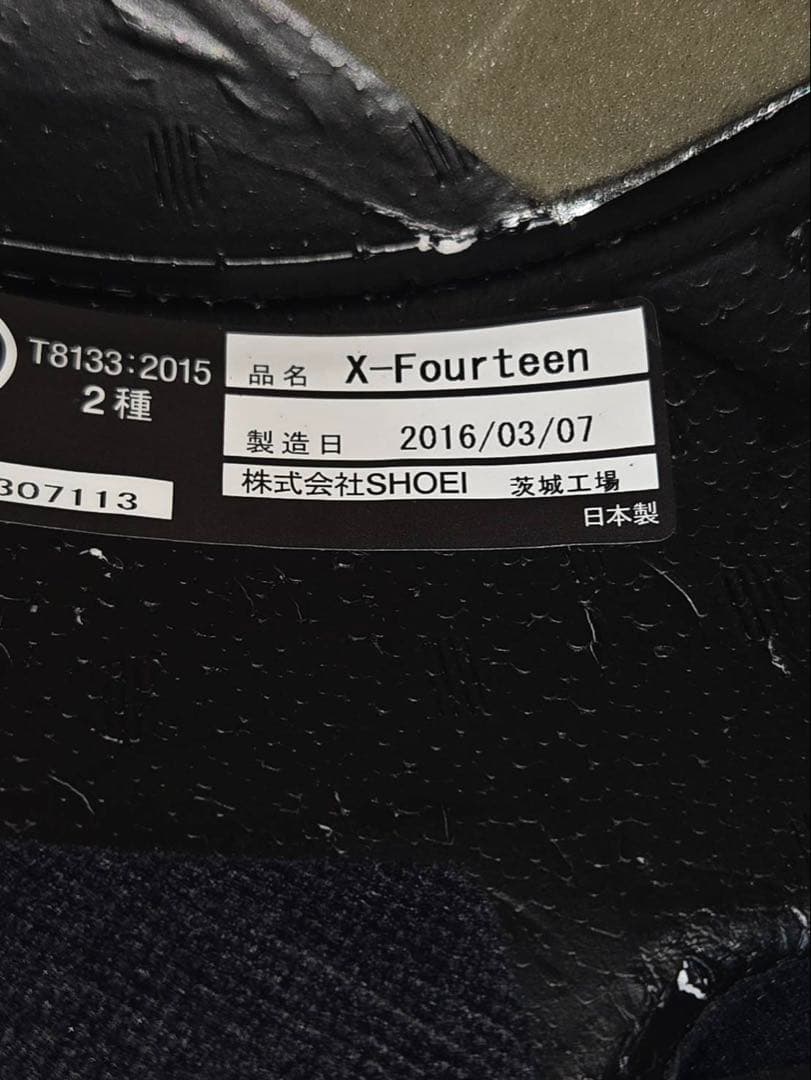 T8133:2015
2種
307113
品名 X-Fourteen
製造日 2016/03/07
株式会社SHOEI 茨城工場
日本製